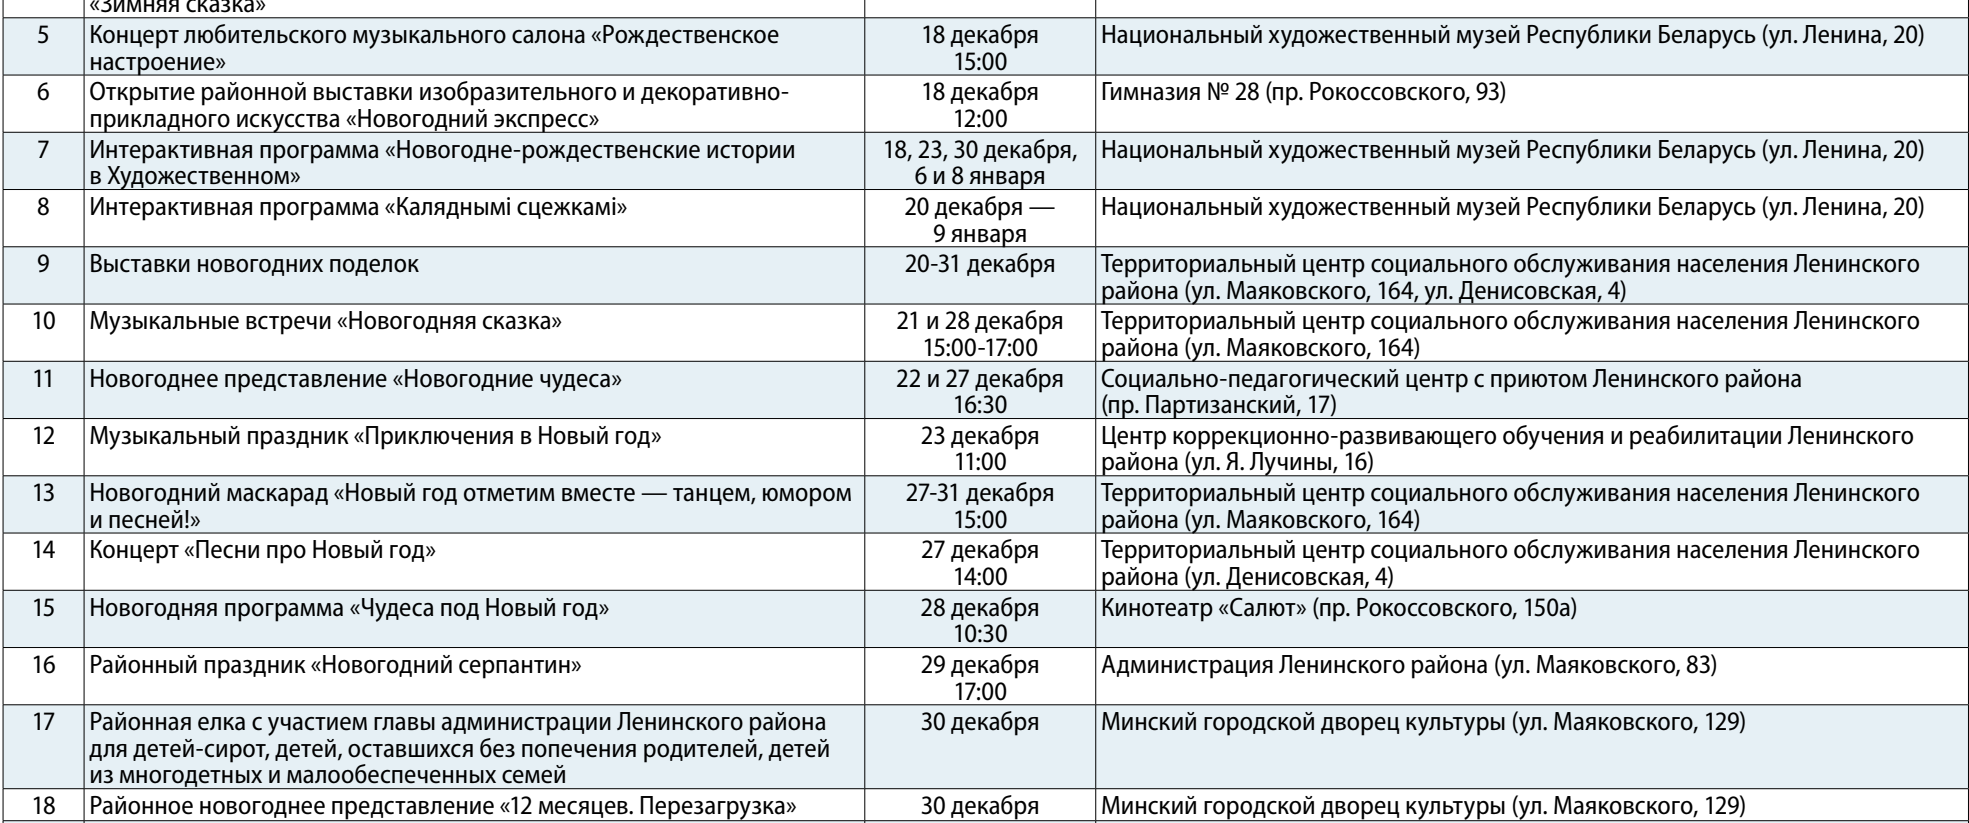 «Зимняя сказка»
5 Концерт любительского музыкального салона «Рождественское 18 декабря Национальный художественный музей Республики Беларусь (ул. Ленина, 20)
настроение» 15:00
6 Открытие районной выставки изобразительного и декоративно- 18 декабря Гимназия № 28 (пр. Рокоссовского, 93)
прикладного искусства «Новогодний экспресс» 12:00
7 Интерактивная программа «Новогодне-рождественские истории 18, 23, 30 декабря, Национальный художественный музей Республики Беларусь (ул. Ленина, 20)
в Художественном» 6 и 8 января
8 Интерактивная программа «Каляднымі сцежкамі» 20 декабря — Национальный художественный музей Республики Беларусь (ул. Ленина, 20)
9 января
9 Выставки новогодних поделок 20-31 декабря Территориальный центр социального обслуживания населения Ленинского
района (ул. Маяковского, 164, ул. Денисовская, 4)
10 Музыкальные встречи «Новогодняя сказка» 21 и 28 декабря Территориальный центр социального обслуживания населения Ленинского
15:00-17:00 района (ул. Маяковского, 164)
11 Новогоднее представление «Новогодние чудеса» 22 и 27 декабря Социально-педагогический центр с приютом Ленинского района
16:30 (пр. Партизанский, 17)
12 Музыкальный праздник «Приключения в Новый год» 23 декабря Центр коррекционно-развивающего обучения и реабилитации Ленинского
11:00 района (ул. Я. Лучины, 16)
13 Новогодний маскарад «Новый год отметим вместе — танцем, юмором 27-31 декабря Территориальный центр социального обслуживания населения Ленинского
и песней!» 15:00 района (ул. Маяковского, 164)
14 Концерт «Песни про Новый год» 27 декабря Территориальный центр социального обслуживания населения Ленинского
14:00 района (ул. Денисовская, 4)
15 Новогодняя программа «Чудеса под Новый год» 28 декабря Кинотеатр «Салют» (пр. Рокоссовского, 150а)
10:30
16 Районный праздник «Новогодний серпантин» 29 декабря Администрация Ленинского района (ул. Маяковского, 83)
17:00
17 Районная елка с участием главы администрации Ленинского района 30 декабря Минский городской дворец культуры (ул. Маяковского, 129)
для детей-сирот, детей, оставшихся без попечения родителей, детей
из многодетных и малообеспеченных семей
18 Районное новогоднее представление «12 месяцев. Перезагрузка» 30 декабря Минский городской дворец культуры (ул. Маяковского, 129)